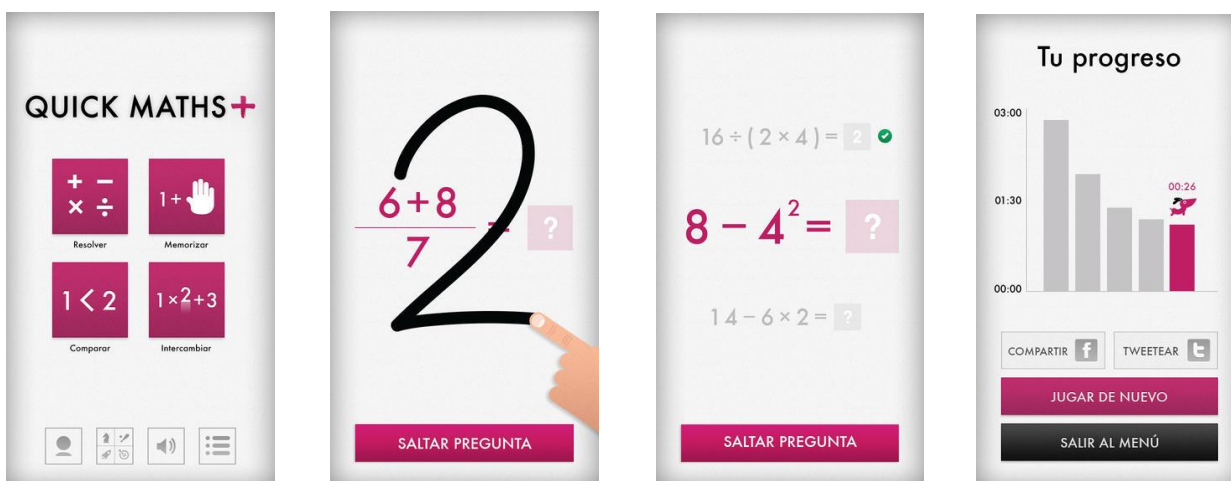 QUICK MATHS+
+ −
× ÷
1+
Resolver
Memorizar
1 < 2
1×2+3
Comparar
Intercambiar
2
6+8
7
= ?
SALTAR PREGUNTA
16 ÷ ( 2 × 4 ) = 2
8 − 4² = ?
14 − 6 × 2 = ?
SALTAR PREGUNTA
Tu progreso
03:00
01:30
00:00
00:26
COMPARTIR f
TWEETEAR t
JUGAR DE NUEVO
SALIR AL MENÚ